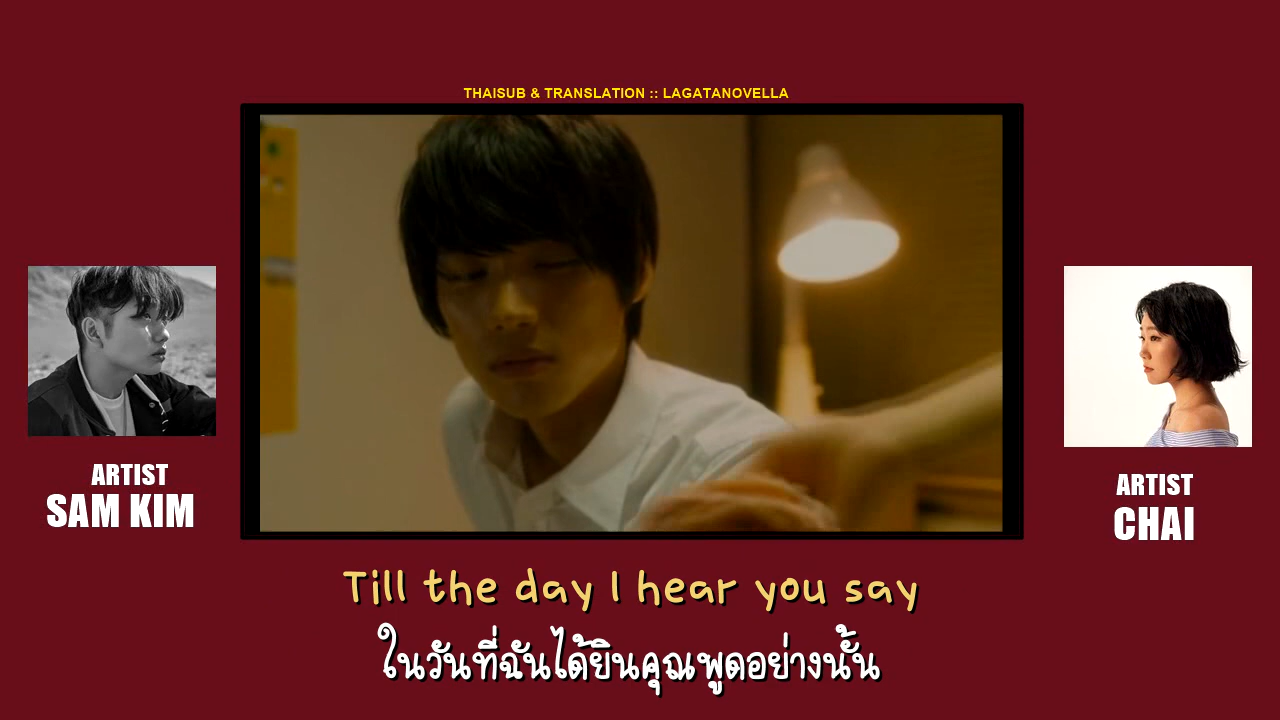 THAISUB & TRANSLATION :: LAGATANOVELLA
ARTIST
SAM KIM
ARTIST
CHAI
Till the day I hear you say
ในวันที่ฉันได้ยินคุณพูดอย่างนั้น